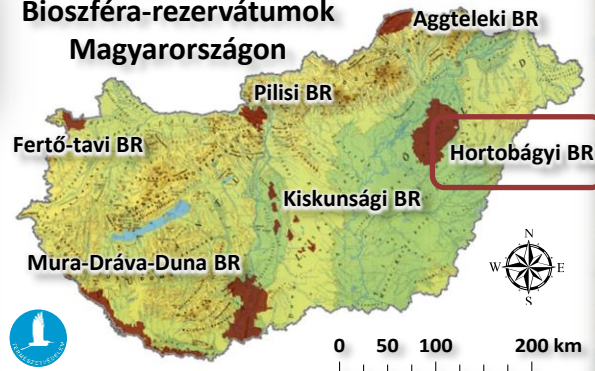 Bioszféra-rezervátumok
Magyarországon
Aggteleki BR
Pilisi BR
Fertő-tavi BR
Hortobágyi BR
Kiskunsági BR
Mura-Dráva-Duna BR
N
W E
S
TERMÉSZETVÉDELEM
0 50 100 200 km